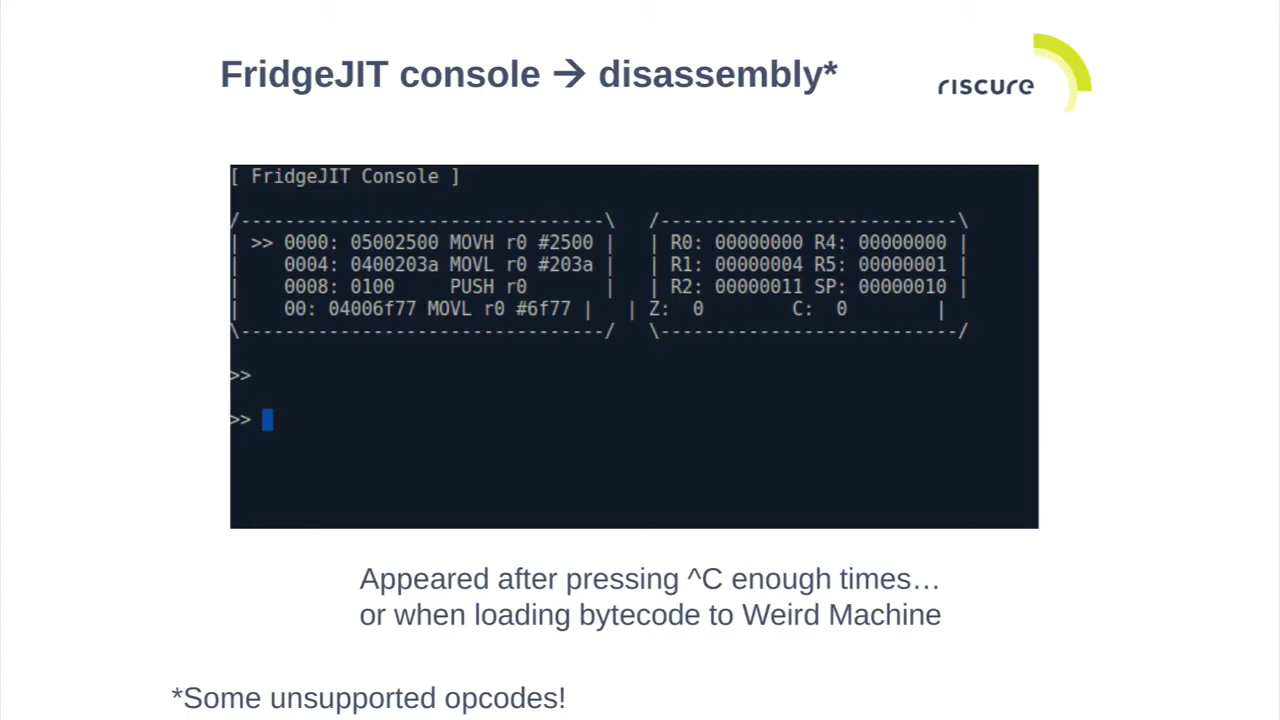 FridgeJIT console → disassembly*
riscure
[ FridgeJIT Console ]
/----------------------------------\   /---------------------------\
| >> 0000: 05002500 MOVH r0 #2500 |   | R0: 00000000 R4: 00000000 |
|    0004: 0400203a MOVL r0 #203a |   | R1: 00000004 R5: 00000001 |
|    0008: 0100     PUSH r0       |   | R2: 00000011 SP: 00000010 |
|    00: 04006f77 MOVL r0 #6f77 |   | Z:  0        C:  0        |
\----------------------------------/   \---------------------------/
>>
>>
Appeared after pressing ^C enough times…
or when loading bytecode to Weird Machine
*Some unsupported opcodes!